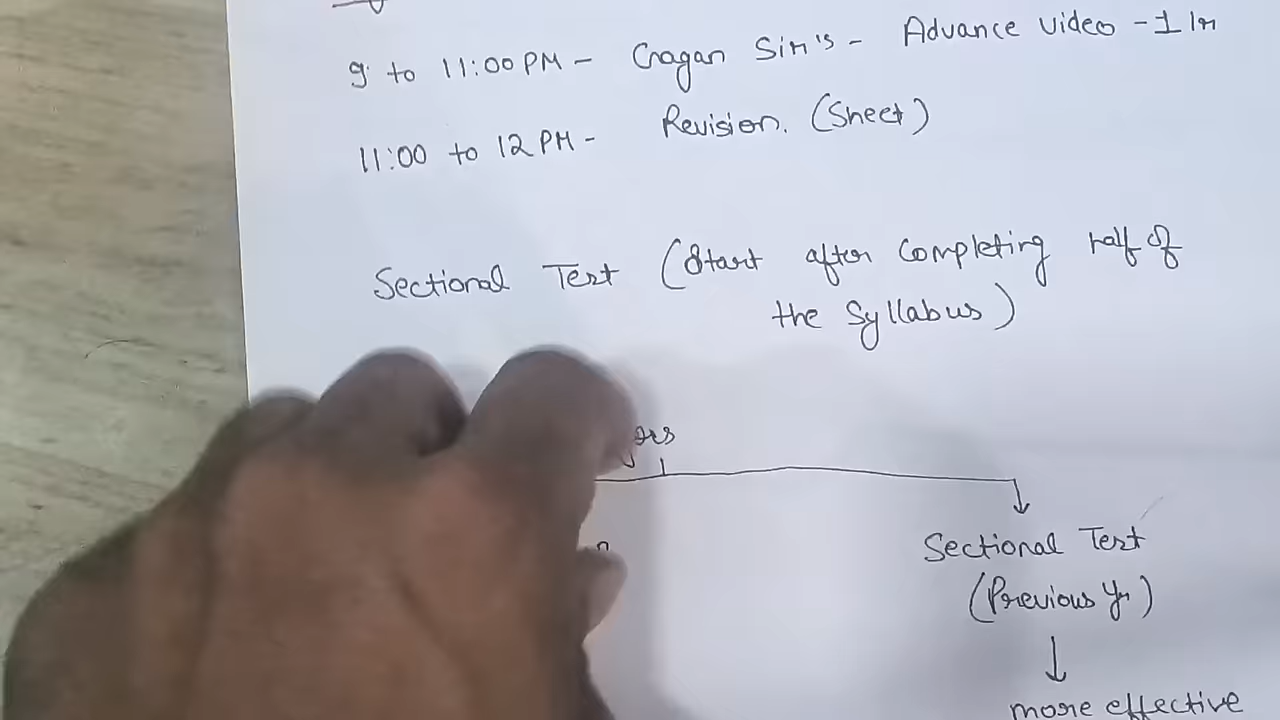 9 to 11:00 PM - Gagan Sir's - Advance Video - 1 hr
11:00 to 12 PM - Revision. (Sheet)
Sectional Test (Start after Completing half of
the Syllabus)
Sectional Test
(Previous Yr)
more effective